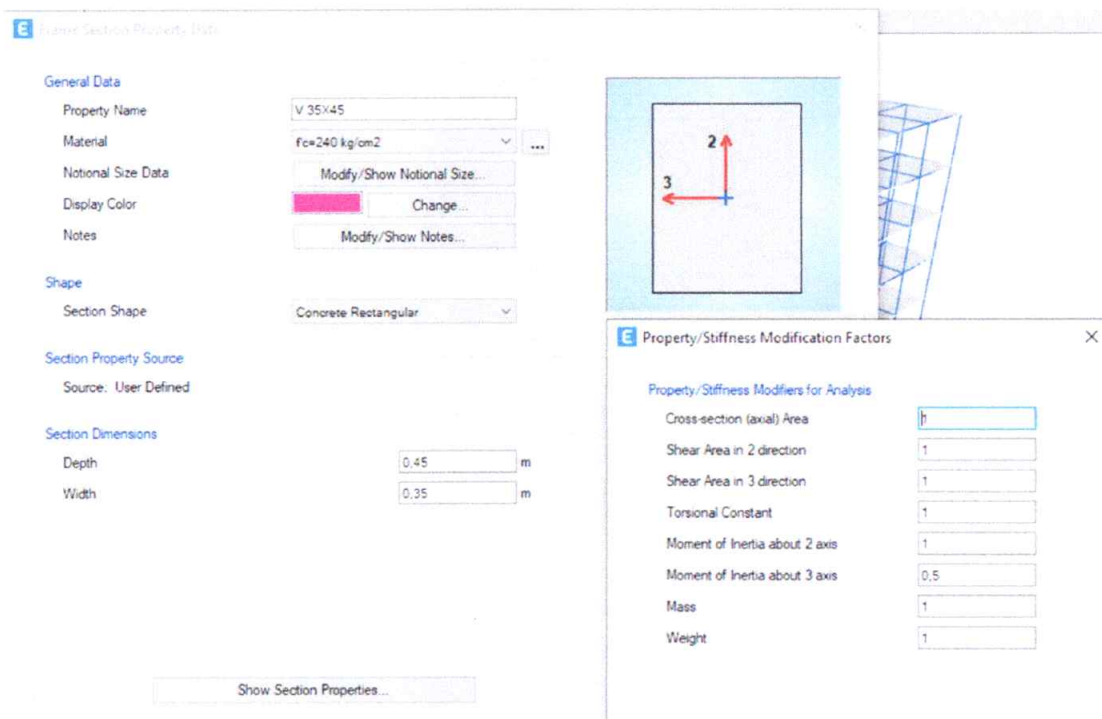 E Frame Section Property Data
General Data
Property Name V 35X45
Material f'c=240 kg/cm2 ...
Notional Size Data Modify/Show Notional Size...
Display Color Change...
Notes Modify/Show Notes...
Shape
Section Shape Concrete Rectangular
Section Property Source
Source: User Defined
Section Dimensions
Depth 0,45 m
Width 0,35 m
Show Section Properties...
2
3
E Property/Stiffness Modification Factors
Property/Stiffness Modifiers for Analysis
Cross-section (axial) Area 1
Shear Area in 2 direction 1
Shear Area in 3 direction 1
Torsional Constant 1
Moment of Inertia about 2 axis 1
Moment of Inertia about 3 axis 0,5
Mass 1
Weight 1